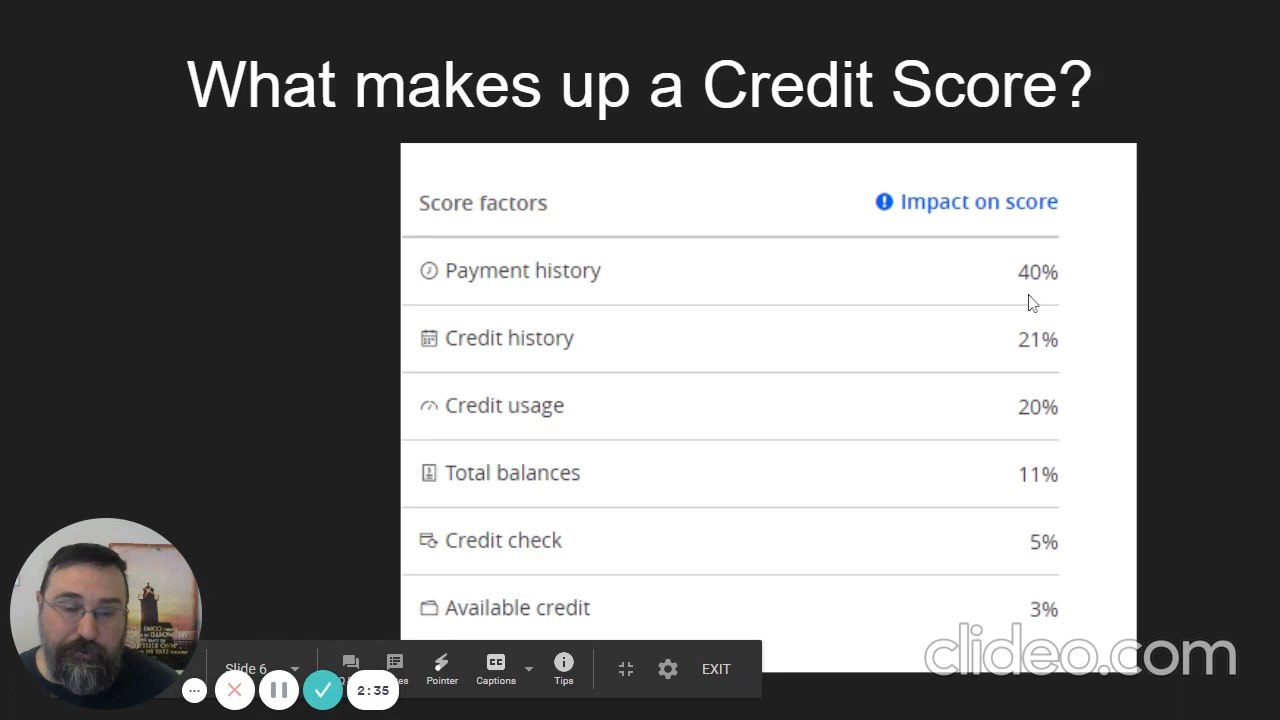 What makes up a Credit Score?
Score factors
Impact on score
Payment history
40%
Credit history
21%
Credit usage
20%
Total balances
11%
Credit check
5%
Available credit
3%
clideo.com
Slide 6
Pointer
Captions
Tips
EXIT
2:35